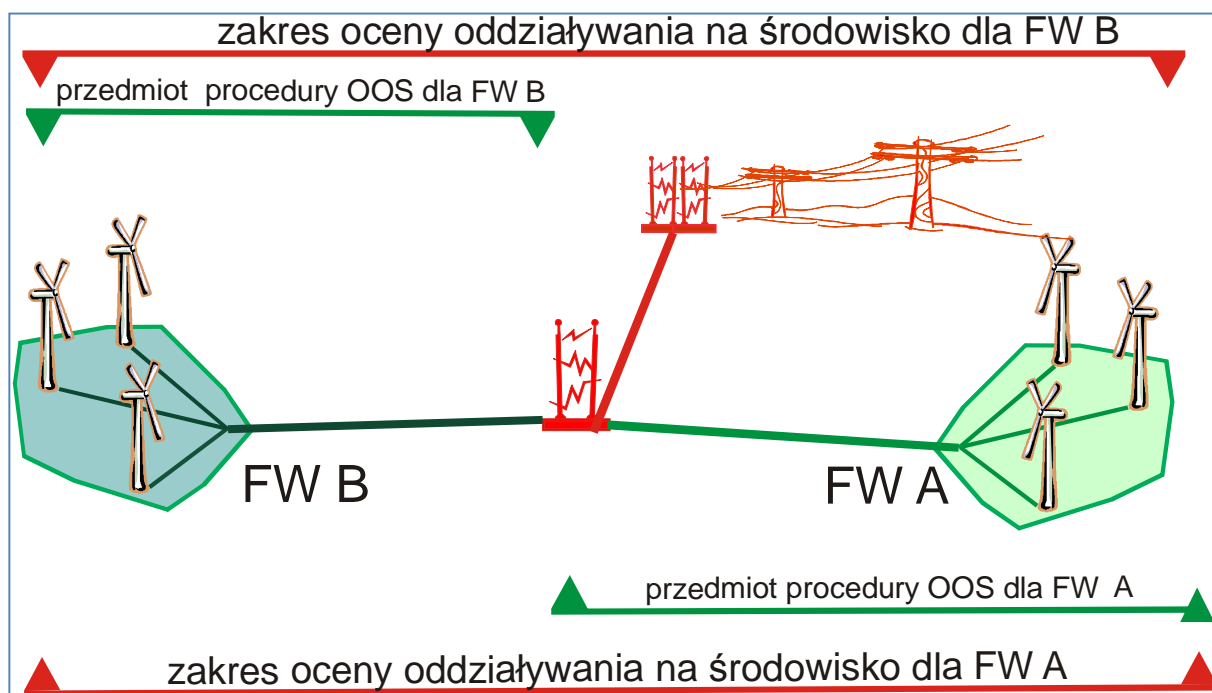 zakres oceny oddziaływania na środowisko dla FW B
przedmiot procedury OOS dla FW B
FW B
FW A
przedmiot procedury OOS dla FW A
zakres oceny oddziaływania na środowisko dla FW A